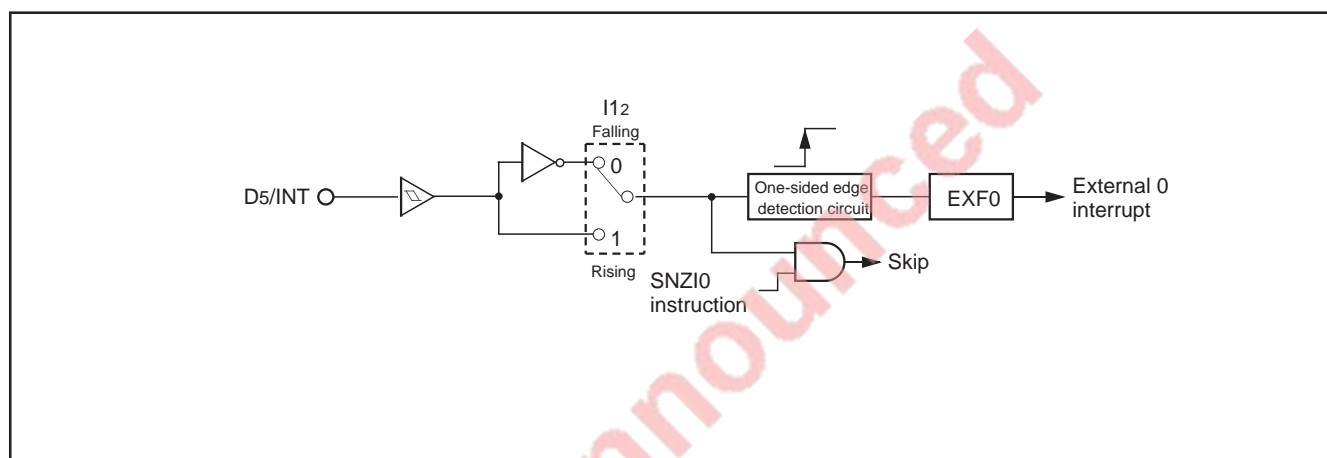 I12
Falling
0
D5/INT
1
Rising
One-sided edge
detection circuit
EXF0
External 0
interrupt
Skip
SNZI0
instruction
nnounced